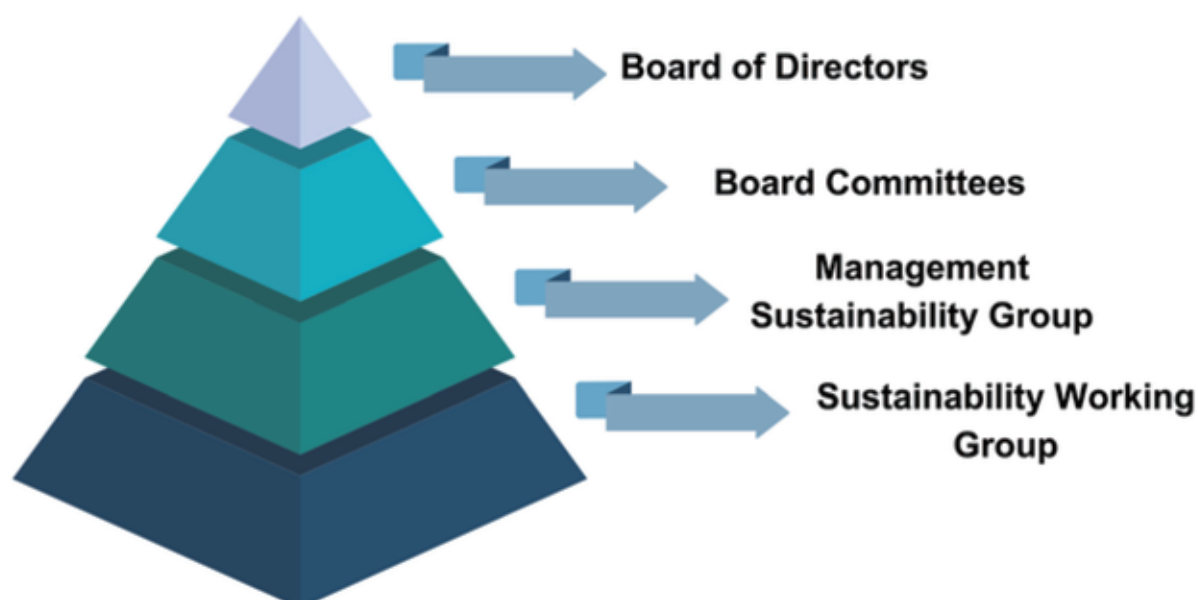 Board of Directors
Board Committees
Management
Sustainability Group
Sustainability Working
Group